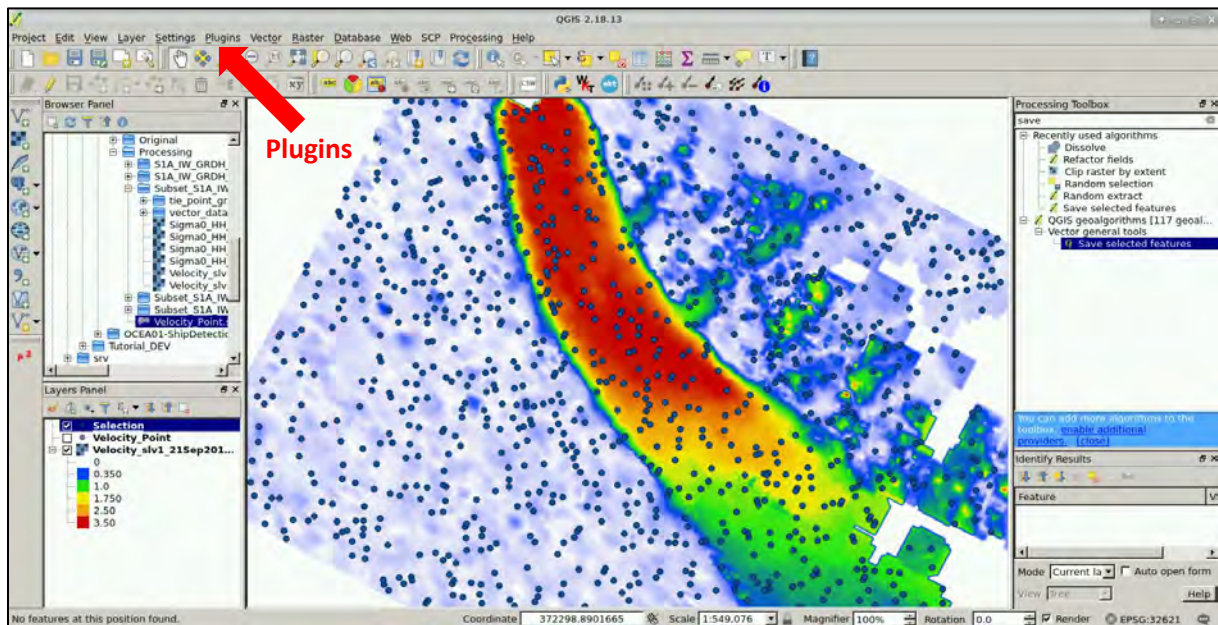 QGIS 2.18.13
Project Edit View Layer Settings Plugins Vector Raster Database Web SCP Processing Help
Plugins
Browser Panel
Original
Processing
S1A_IW_GRDH_
S1A_IW_GRDH_
Subset_S1A_IW
tie_point_gr
vector_data
Sigma0_HH_
Sigma0_HH_
Sigma0_HH_
Sigma0_HH_
Velocity_slv
Velocity_slv
Subset_S1A_IW
Subset_S1A_IW
Velocity_Point.
OCEA01-ShipDetectic
Tutorial_DEV
srv
Layers Panel
Selection
Velocity_Point
Velocity_slv1_21Sep201...
0
0.350
1.0
1.750
2.50
3.50
Processing Toolbox
save
Recently used algorithms
Dissolve
Refactor fields
Clip raster by extent
Random selection
Random extract
Save selected features
QGIS geoalgorithms [117 geoal...
Vector general tools
Save selected features
You can add more algorithms to the
toolbox, enable additional
providers. [close]
Identify Results
Feature
Mode Current la Auto open form
View Tree Help
No features at this position found. Coordinate 372298.8901665 Scale 1:549.076 Magnifier 100% Rotation 0.0 Render EPSG:32621